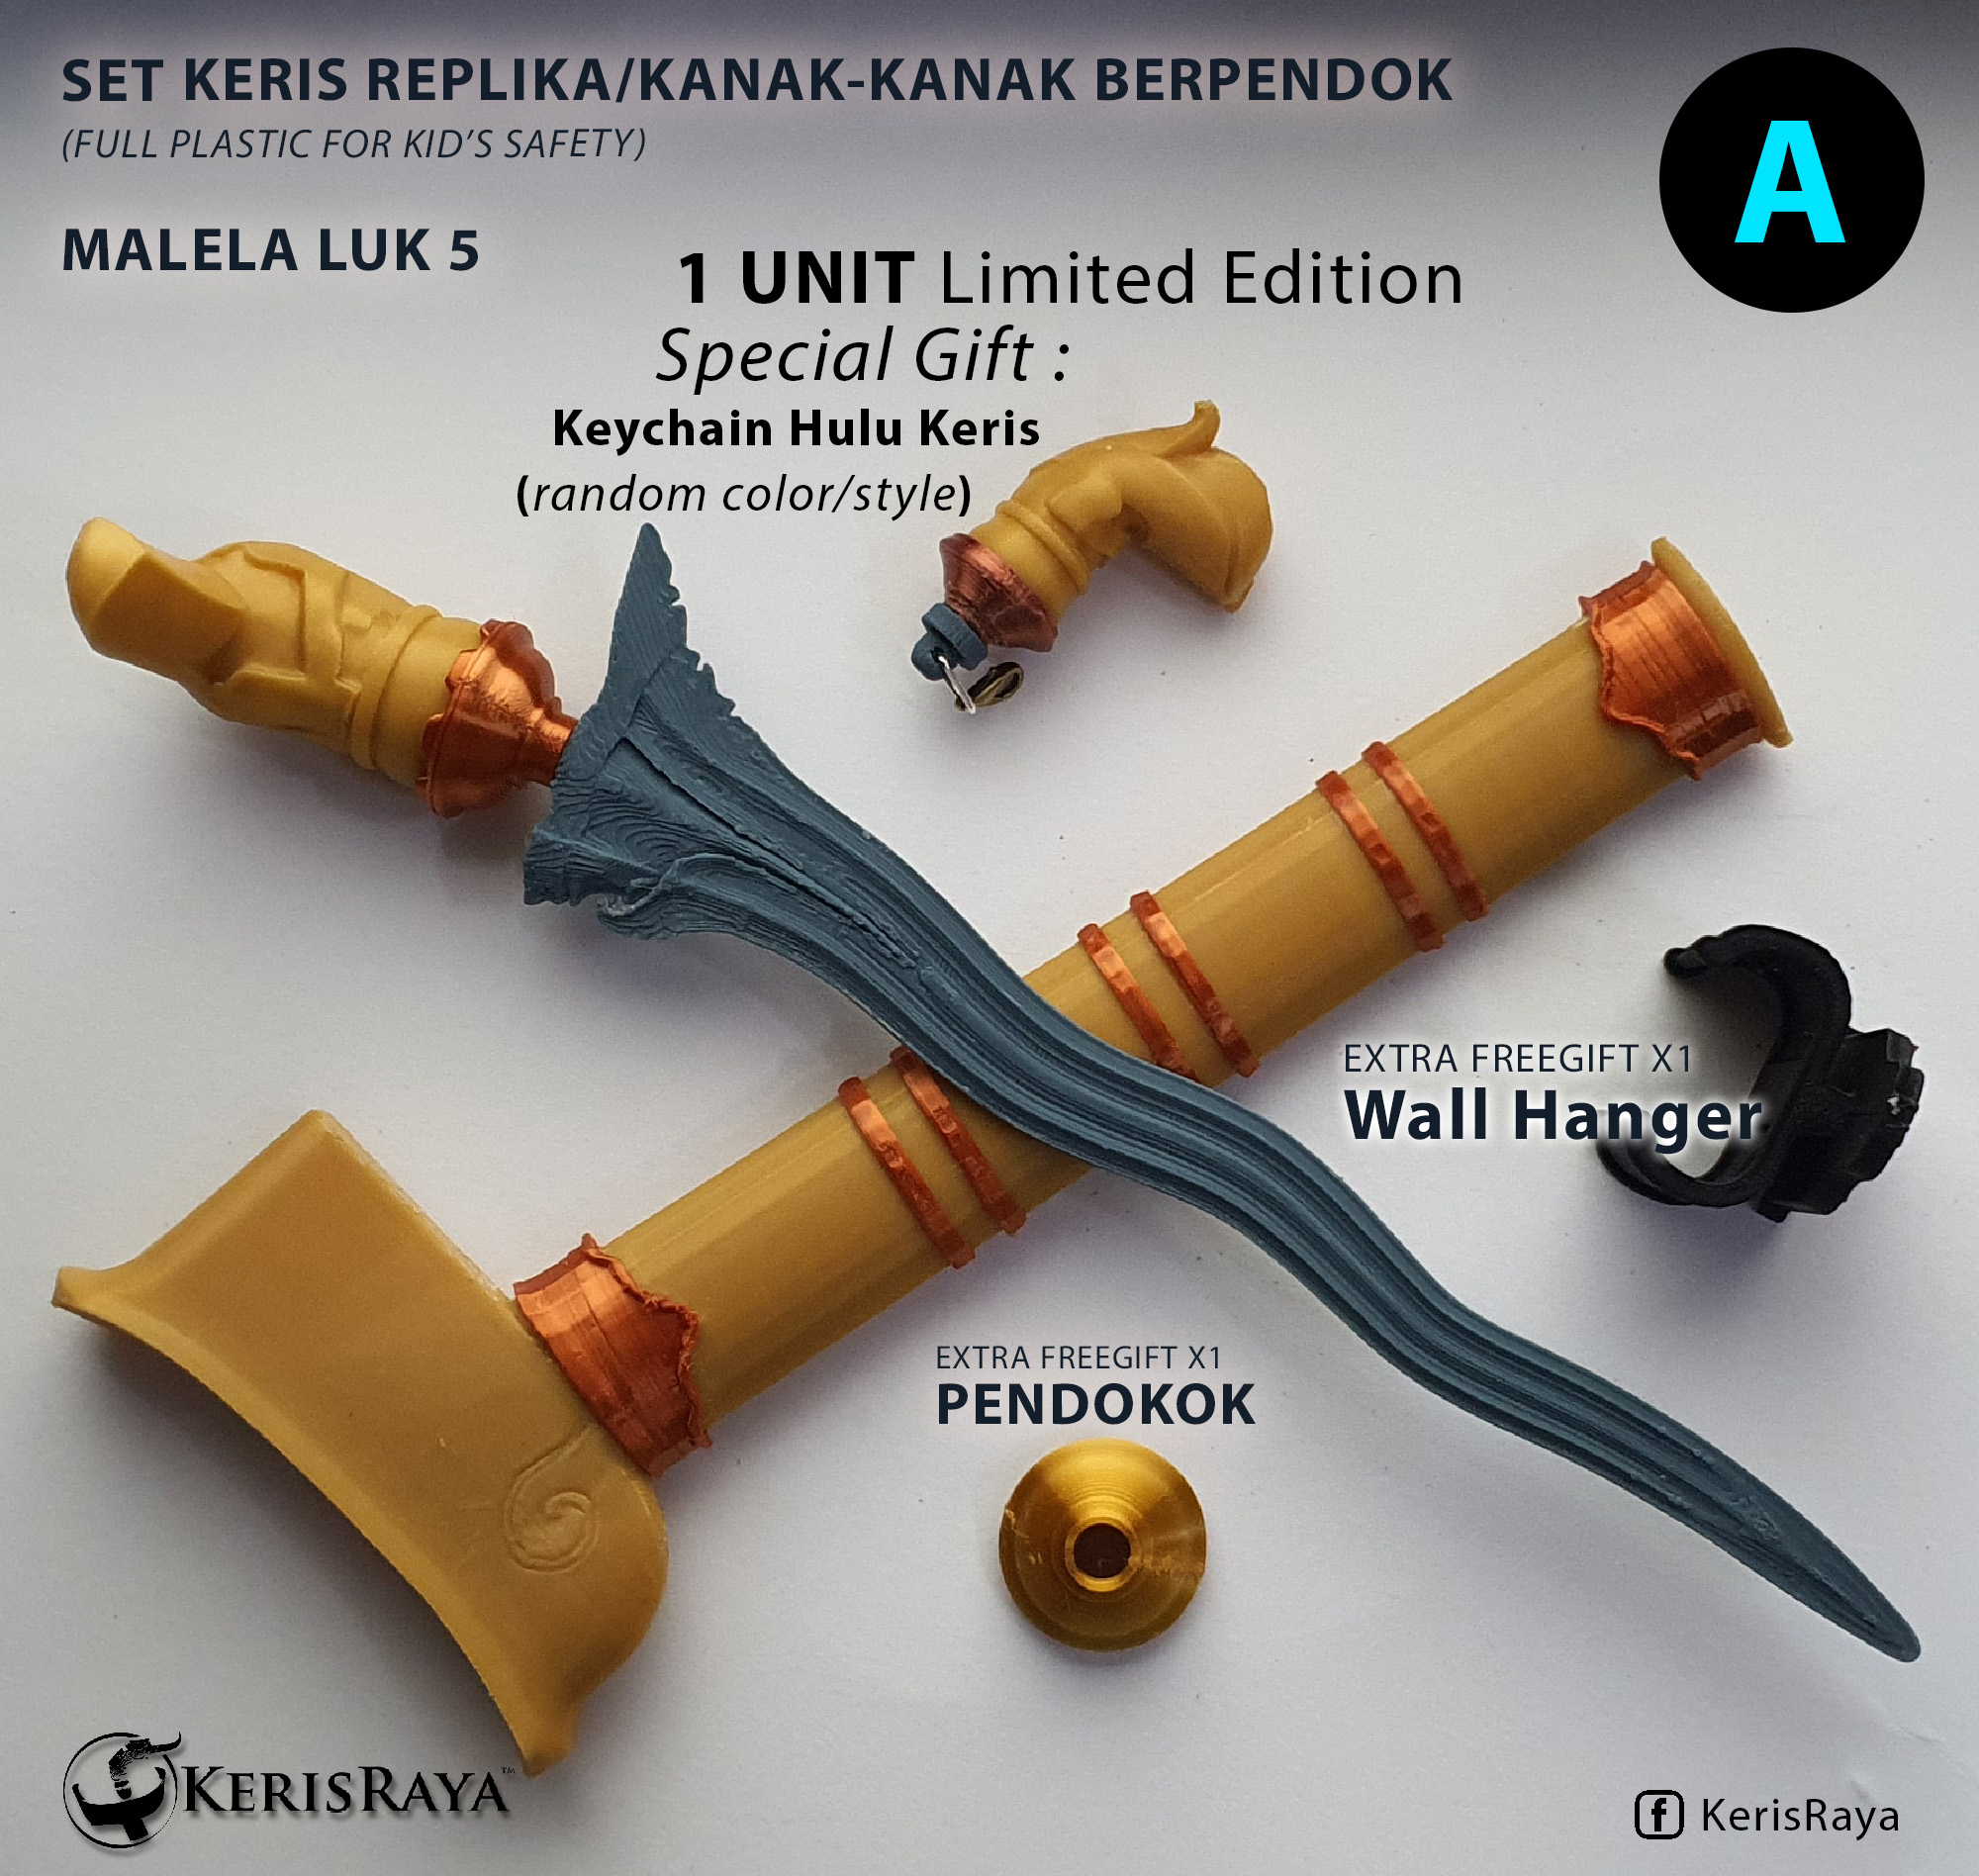 SET KERIS REPLIKA/KANAK-KANAK BERPENDOK
(FULL PLASTIC FOR KID'S SAFETY)
A
MALELA LUK 5
1 UNIT Limited Edition
Special Gift :
Keychain Hulu Keris
(random color/style)
EXTRA FREEGIFT X1
Wall Hanger
EXTRA FREEGIFT X1
PENDOKOK
KERISRAYA™
f KerisRaya